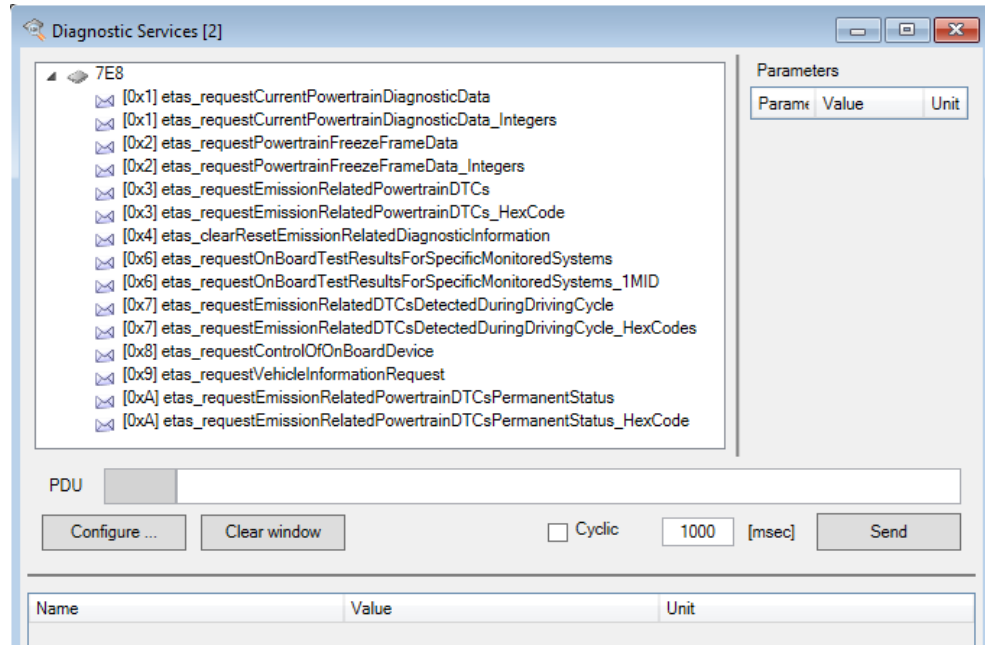 Diagnostic Services [2]
7E8
[0x1] etas_requestCurrentPowertrainDiagnosticData
[0x1] etas_requestCurrentPowertrainDiagnosticData_Integers
[0x2] etas_requestPowertrainFreezeFrameData
[0x2] etas_requestPowertrainFreezeFrameData_Integers
[0x3] etas_requestEmissionRelatedPowertrainDTCs
[0x3] etas_requestEmissionRelatedPowertrainDTCs_HexCode
[0x4] etas_clearResetEmissionRelatedDiagnosticInformation
[0x6] etas_requestOnBoardTestResultsForSpecificMonitoredSystems
[0x6] etas_requestOnBoardTestResultsForSpecificMonitoredSystems_1MID
[0x7] etas_requestEmissionRelatedDTCsDetectedDuringDrivingCycle
[0x7] etas_requestEmissionRelatedDTCsDetectedDuringDrivingCycle_HexCodes
[0x8] etas_requestControlOfOnBoardDevice
[0x9] etas_requestVehicleInformationRequest
[0xA] etas_requestEmissionRelatedPowertrainDTCsPermanentStatus
[0xA] etas_requestEmissionRelatedPowertrainDTCsPermanentStatus_HexCode
Parameters
Parame Value Unit
PDU
Configure ... Clear window Cyclic 1000 [msec] Send
Name Value Unit